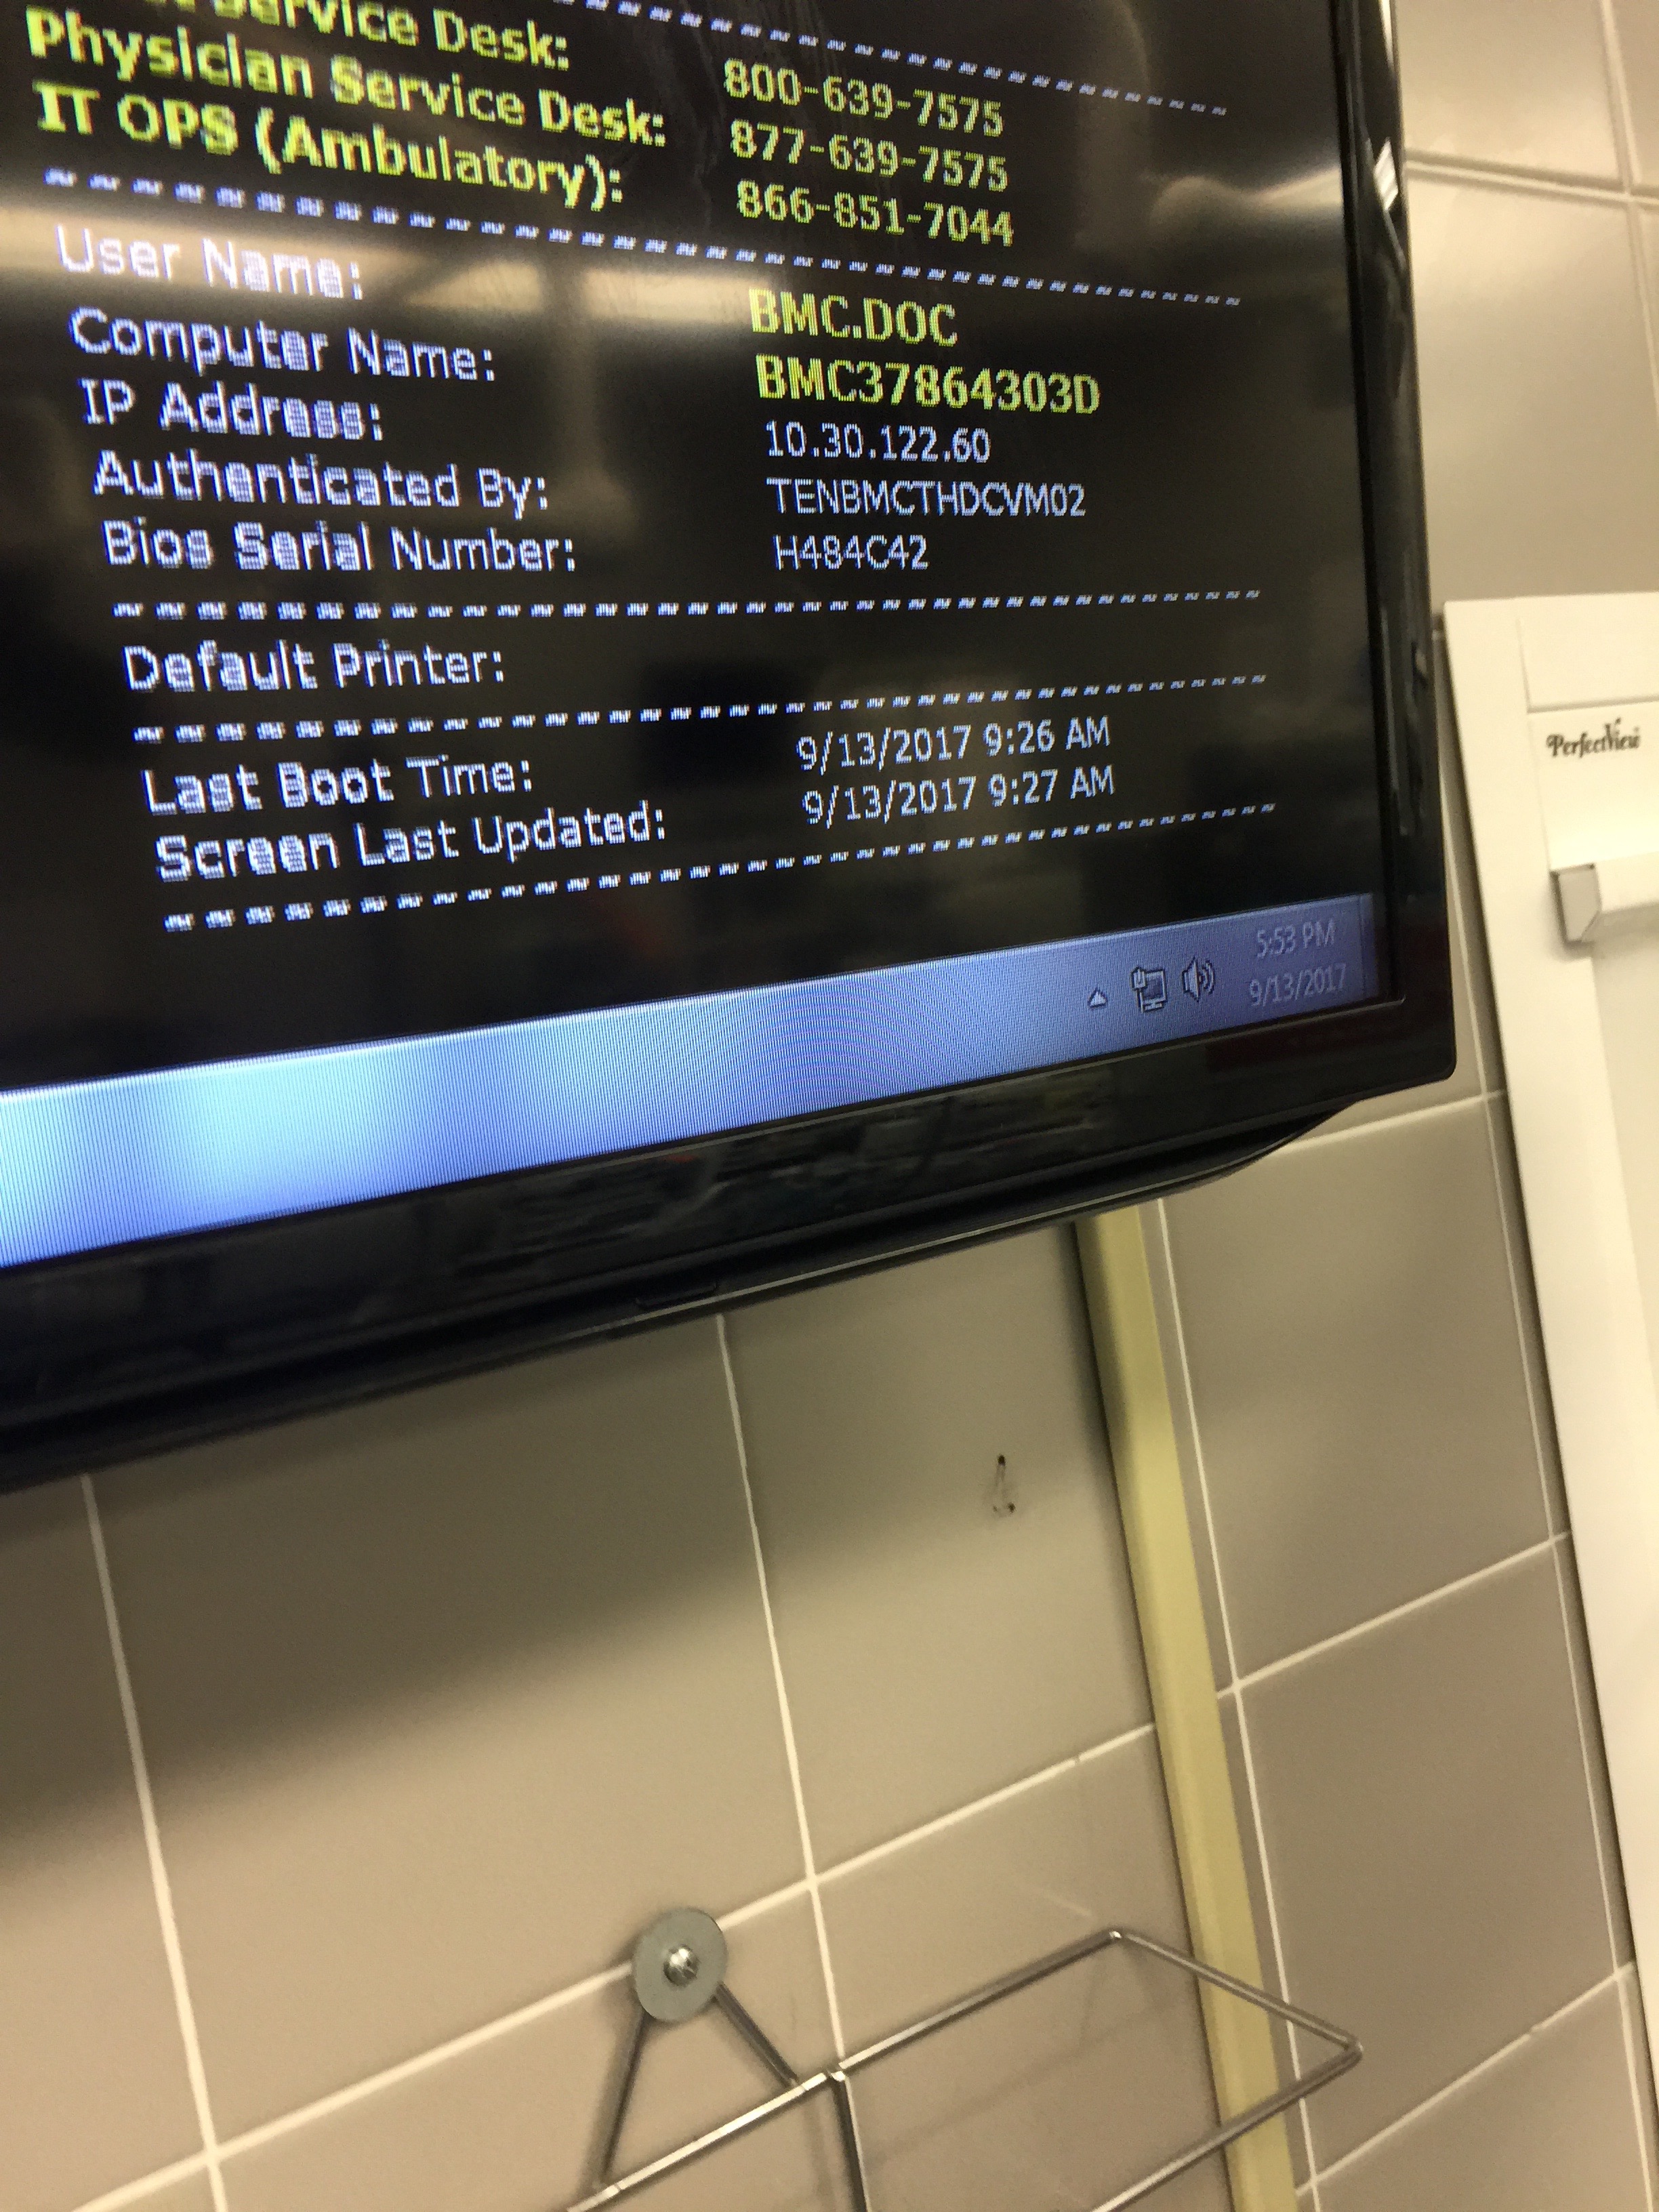 Service Desk: 800-639-7575
Physician Service Desk: 877-639-7575
IT OPS (Ambulatory): 866-851-7044
User Name: BMC.DOC
Computer Name: BMC37864303D
IP Address: 10.30.122.60
Authenticated By: TENBMCTHDCVM02
Bios Serial Number: H484C42
Default Printer:
Last Boot Time: 9/13/2017 9:26 AM
Screen Last Updated: 9/13/2017 9:27 AM
5:53 PM
9/13/2017
PerfectView